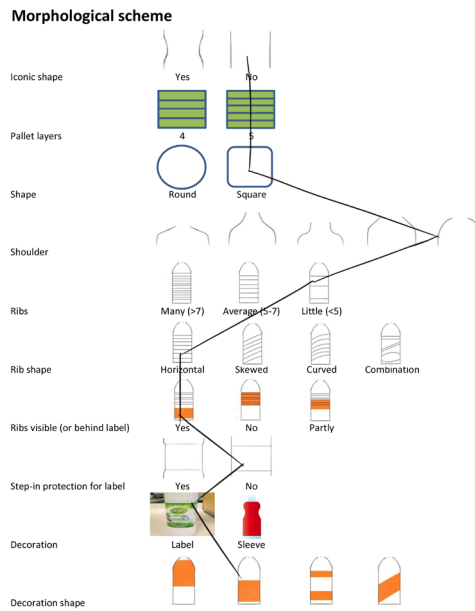 Morphological scheme
Iconic shape
Yes
No
Pallet layers
4
5
Shape
Round
Square
Shoulder
Ribs
Many (>7)
Average (5-7)
Little (<5)
Rib shape
Horizontal
Skewed
Curved
Combination
Ribs visible (or behind label)
Yes
No
Partly
Step-in protection for label
Yes
No
Decoration
Label
Sleeve
Decoration shape